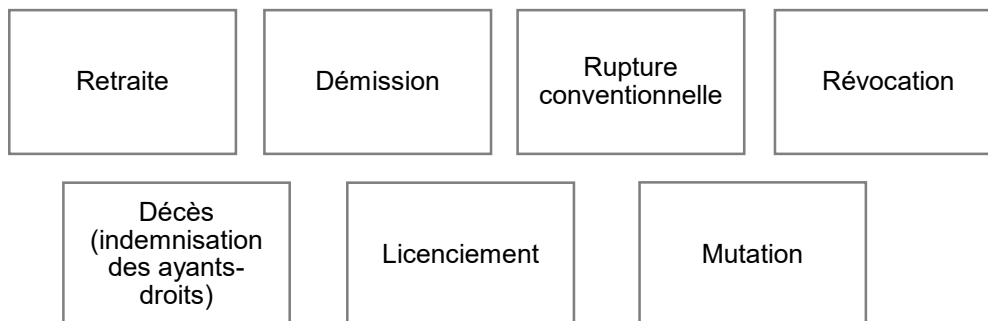 Retraite
Démission
Rupture
conventionnelle
Révocation
Décès
(indemnisation
des ayants-
droits)
Licenciement
Mutation